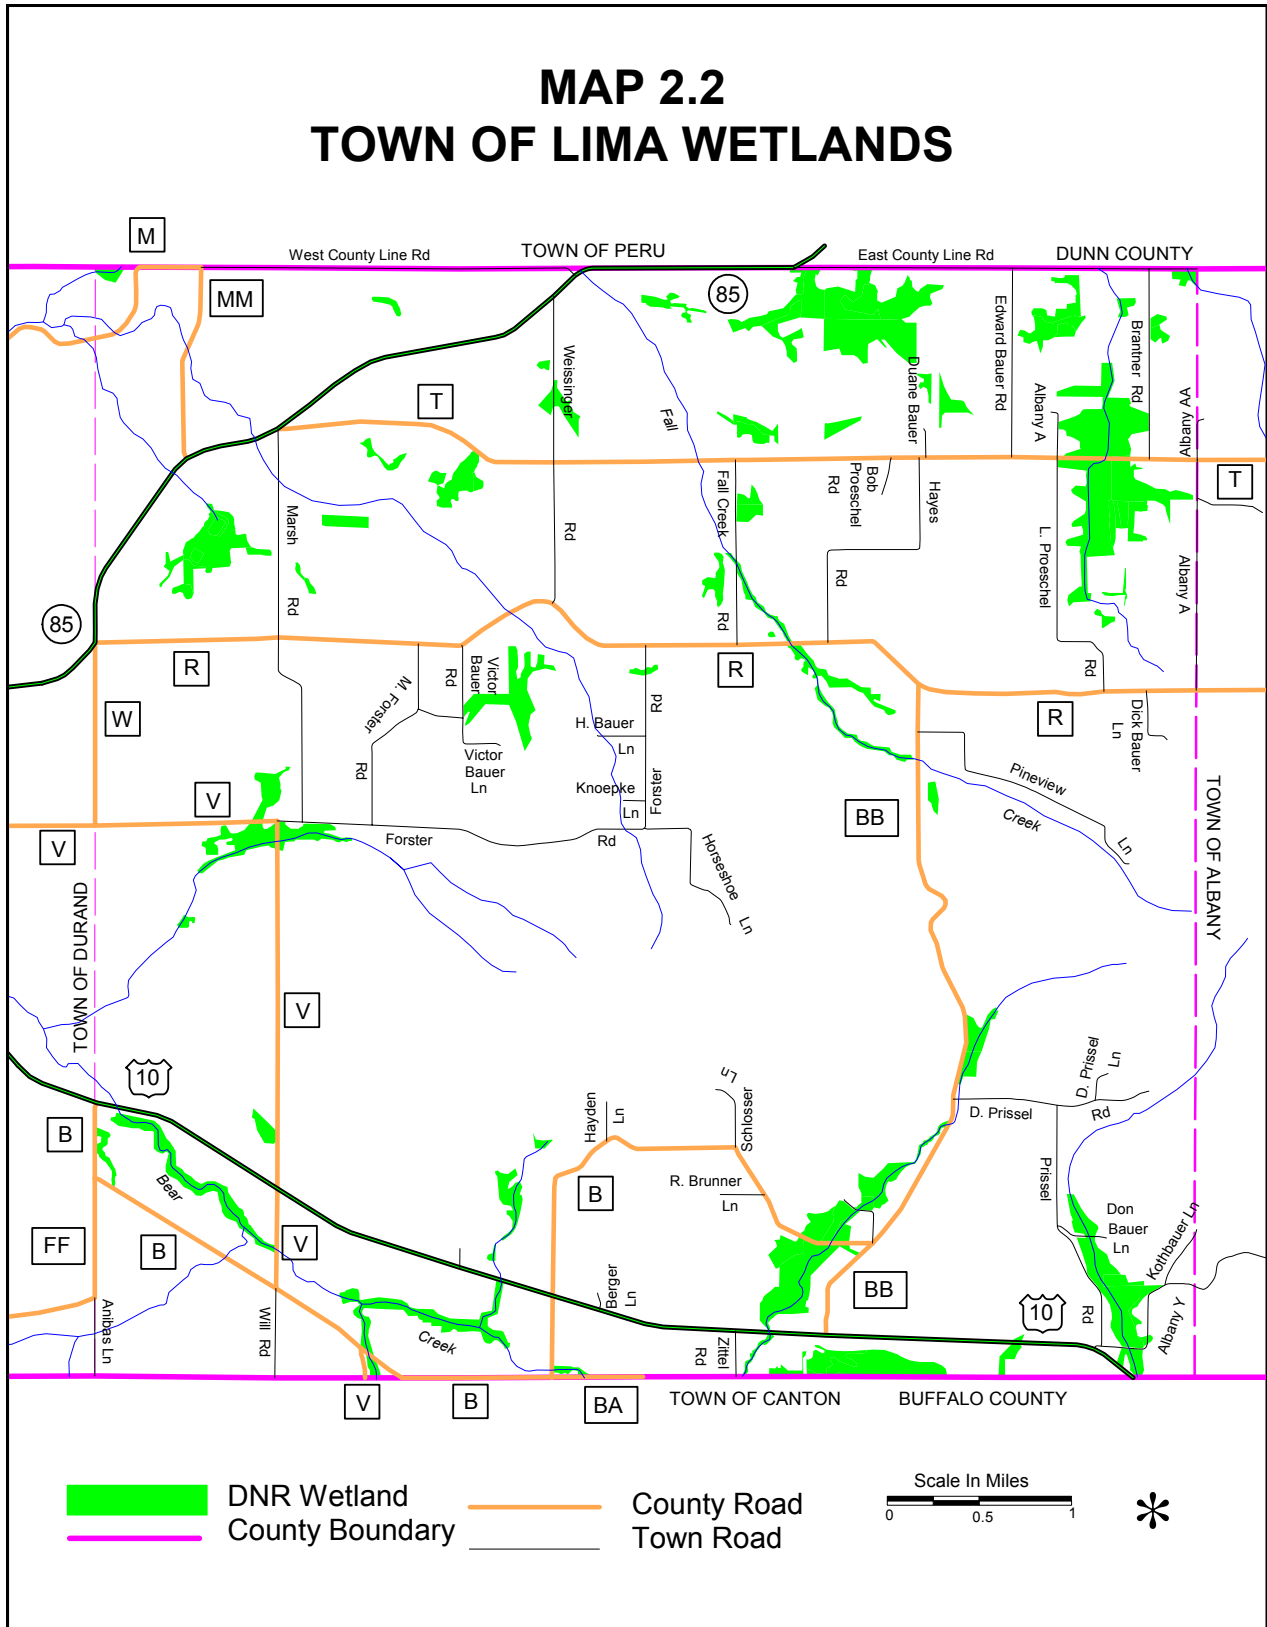 MAP 2.2
TOWN OF LIMA WETLANDS
M
West County Line Rd
TOWN OF PERU
East County Line Rd
DUNN COUNTY
MM
85
Weissinger
Rd
Fall
Duane Bauer
Edward Bauer Rd
Albany A
Brantner Rd
Albany AA
T
T
Marsh
Rd
Fall Creek
Rd
Bob
Proeschel
Rd
Hayes
Rd
L. Proeschel
Rd
Albany A
85
R
R
R
W
M. Forster
Rd
Rd
Victor
Bauer
Victor
Bauer
Ln
H. Bauer
Ln
Knoepke
Ln
Rd
Forster
Dick Bauer
Ln
Pineview
Ln
Creek
V
V
Forster
Rd
Horseshoe
Ln
BB
TOWN OF ALBANY
TOWN OF DURAND
V
10
B
Bear
Hayden
Ln
Ln
Schlosser
D. Prissel
Ln
D. Prissel
Rd
Prissel
Rd
R. Brunner
Ln
B
Don
Bauer
Ln
Kothbauer Ln
FF
B
V
BB
Berger
Ln
10
Albany Y
Anibas Ln
Will Rd
Creek
Zittel
Rd
V
B
BA
TOWN OF CANTON
BUFFALO COUNTY
DNR Wetland
County Boundary
County Road
Town Road
Scale In Miles
0
0.5
1